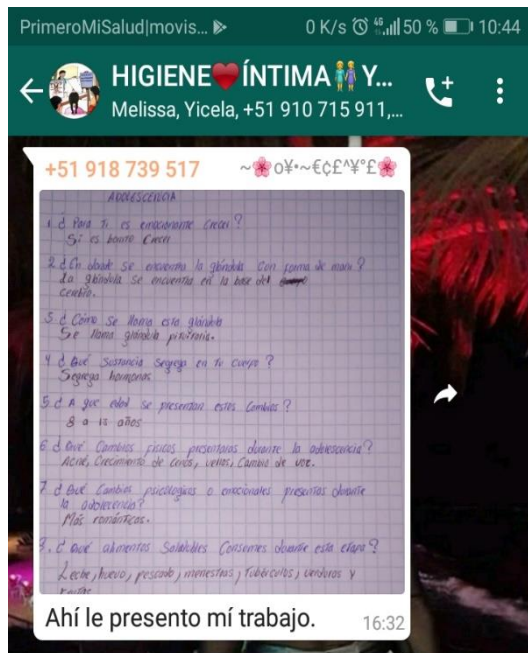 PrimeroMiSalud|movis... 0 K/s 4G 50 % 10:44
HIGIENE❤️ÍNTIMA👫Y...
Melissa, Yicela, +51 910 715 911,...
+51 918 739 517 ~🌸o¥•~€¢£^¥°£🌸
ADOLESCENCIA
1. ¿ Para ti es emocionante crecer ?
Si es bonito crecer
2. ¿ En donde se encuentra la glándula con forma de maní ?
La glándula se encuentra en la base del
cerebro.
3. ¿ Cómo se llama esta glándula
Se llama glándula pituitaria.
4 ¿ Qué sustancia segrega en tu cuerpo ?
Segrega hormonas
5. ¿ A que edad se presentan estos cambios ?
8 a 13 años
6. ¿ Qué cambios físicos presentaras durante la adolescencia ?
Acné, Crecimiento de senos, vellos, Cambio de voz.
7. ¿ Qué cambios psicológicos o emocionales presentas durante
la adolescencia ?
Más románticos.
8. ¿ Qué alimentos saludables consumes durante esta etapa ?
Leche, huevo, pescado, menestras, tubérculos, verduras y
frutas
Ahí le presento mí trabajo. 16:32